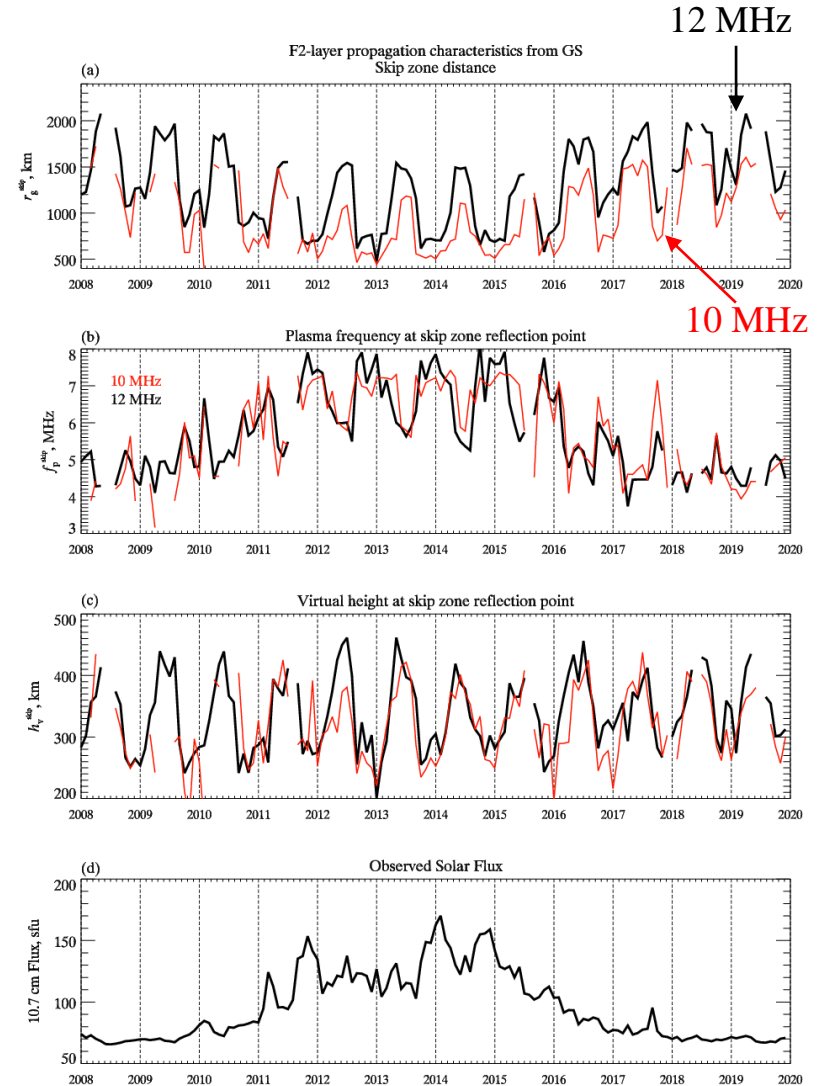 12 MHz
F2-layer propagation characteristics from GS
(a) Skip zone distance
2000
1500
1000
500
r_g^skip, km
2008 2009 2010 2011 2012 2013 2014 2015 2016 2017 2018 2019 2020
10 MHz
(b) Plasma frequency at skip zone reflection point
8
7
6
5
4
3
10 MHz
12 MHz
f_p^skip, MHz
2008 2009 2010 2011 2012 2013 2014 2015 2016 2017 2018 2019 2020
(c) Virtual height at skip zone reflection point
500
400
300
200
h_v^skip, km
2008 2009 2010 2011 2012 2013 2014 2015 2016 2017 2018 2019 2020
(d) Observed Solar Flux
200
150
100
50
10.7 cm Flux, sfu
2008 2009 2010 2011 2012 2013 2014 2015 2016 2017 2018 2019 2020